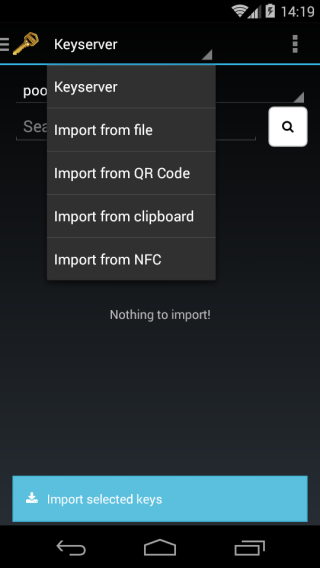 14:19
Keyserver
Keyserver
Import from file
Import from QR Code
Import from clipboard
Import from NFC
Nothing to import!
Import selected keys